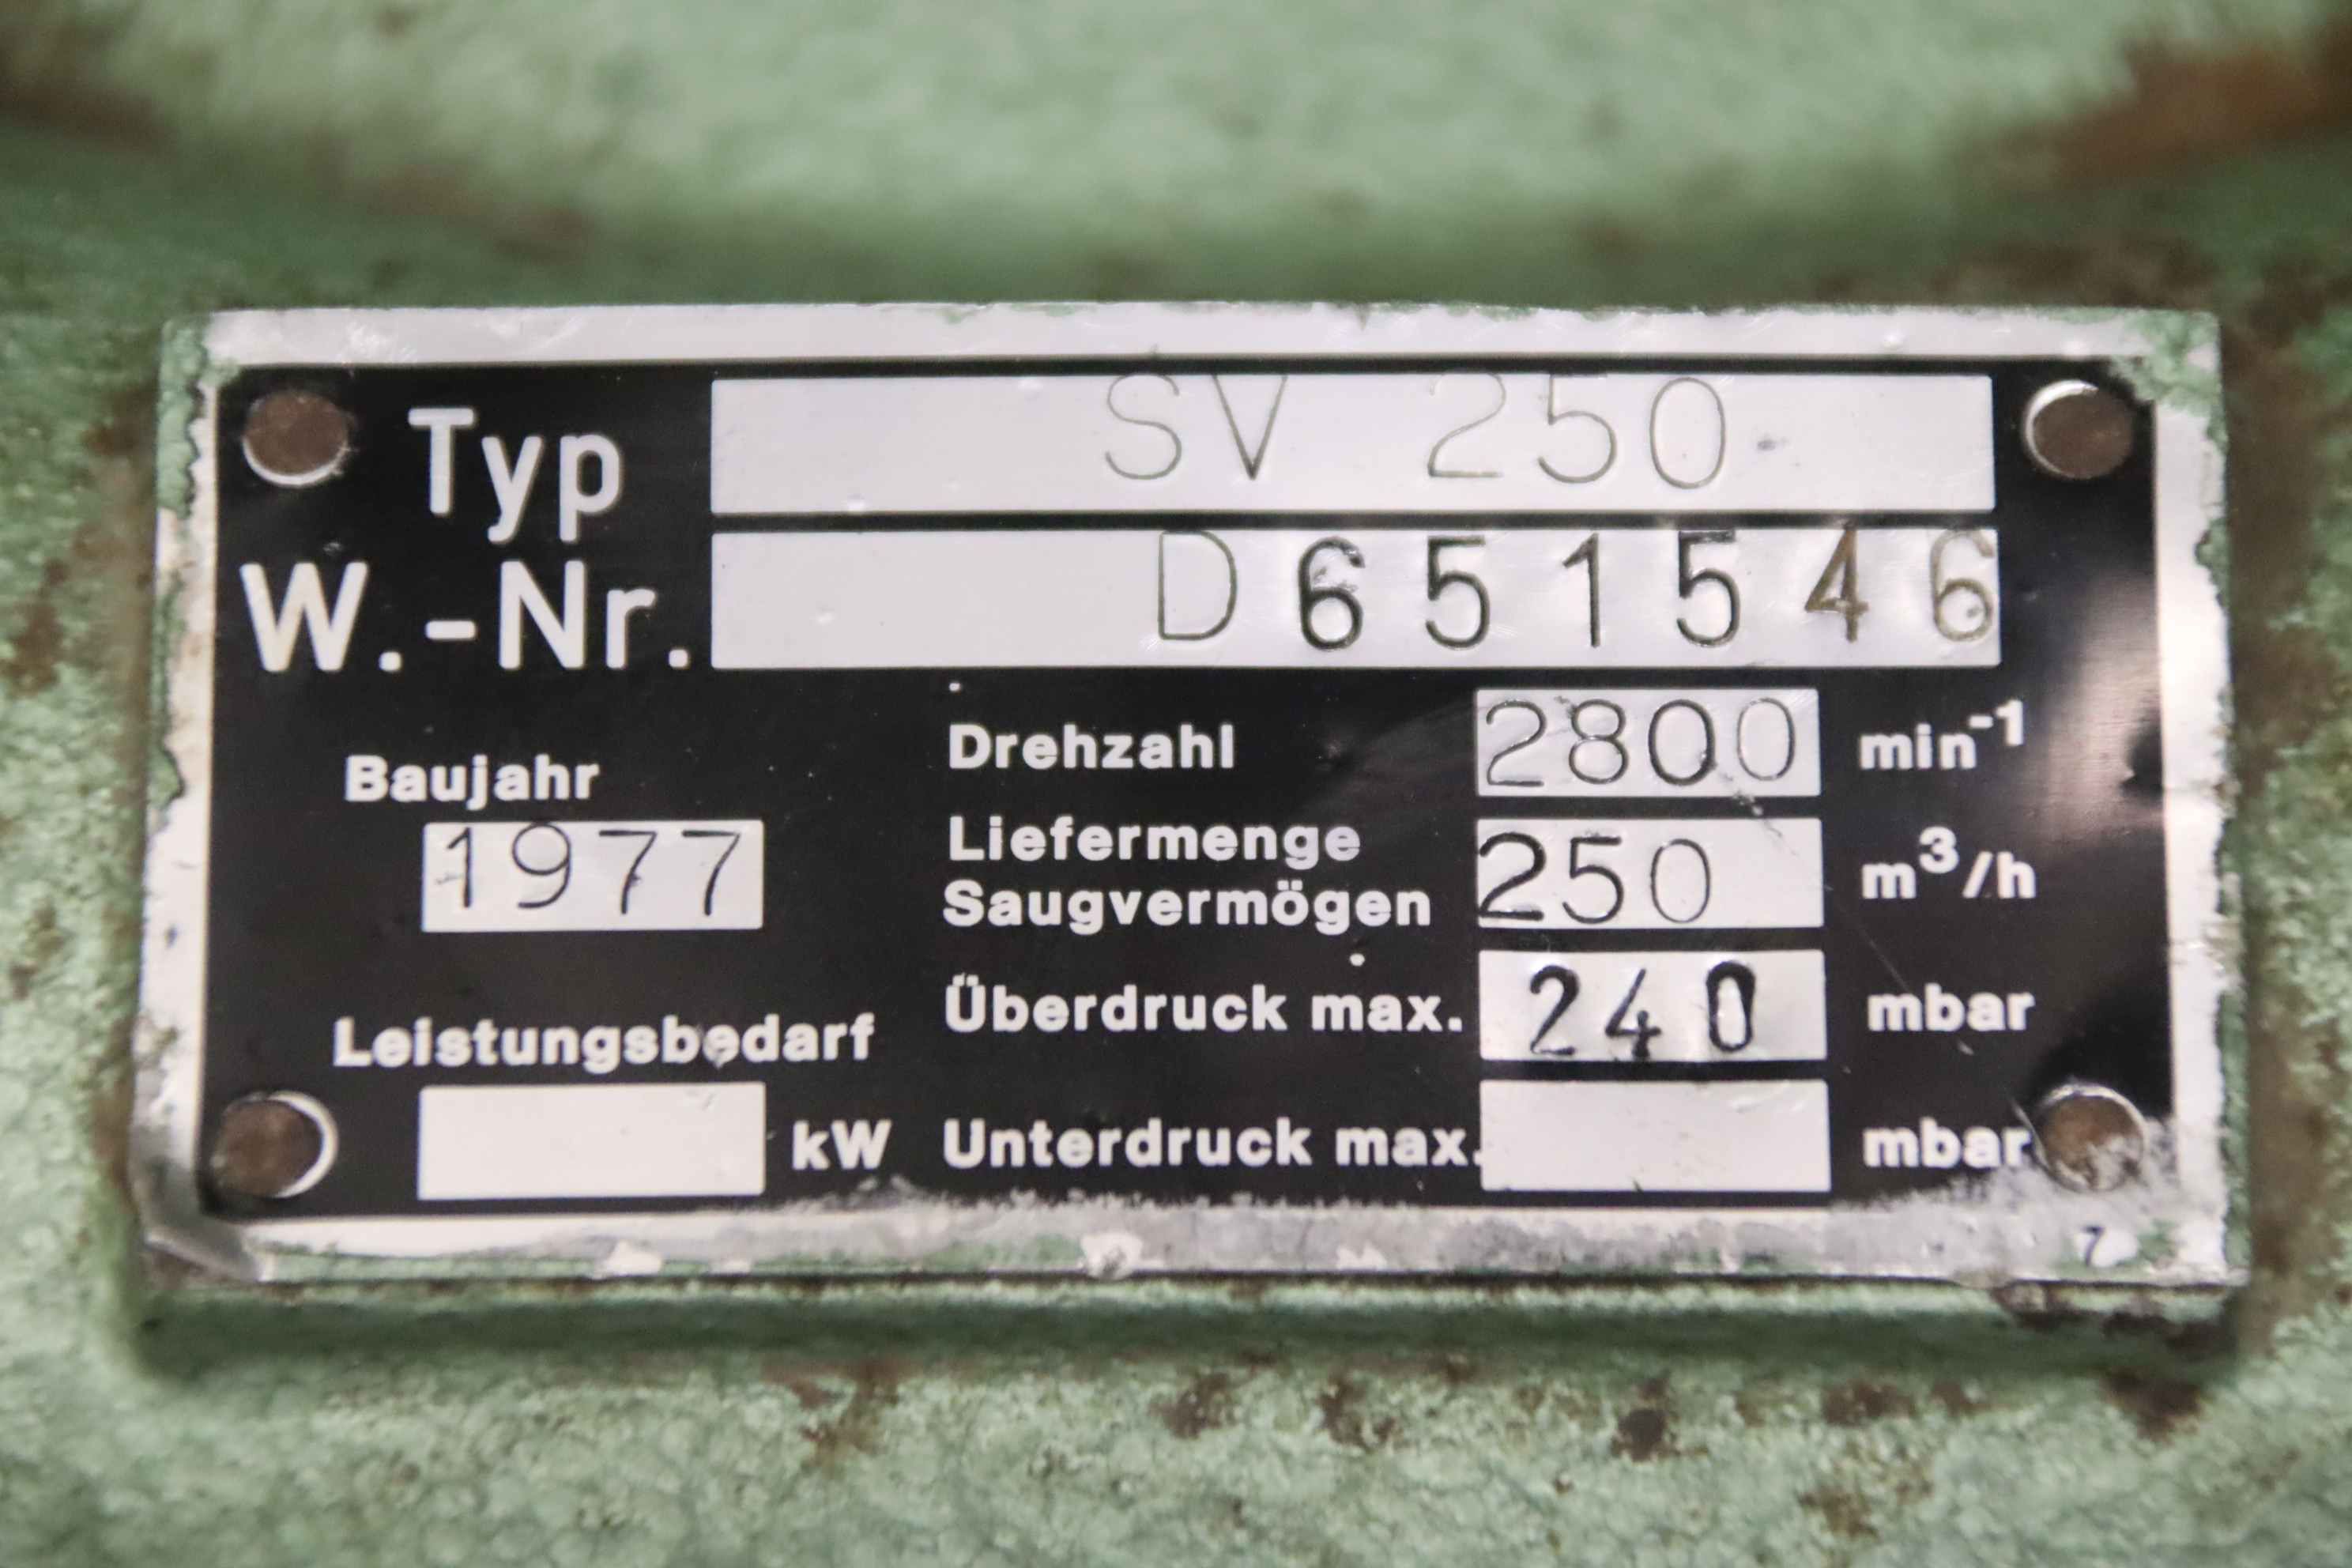 Typ SV 250
W.-Nr. D651546
Baujahr
1977
Leistungsbedarf
kW
Drehzahl 2800 min⁻¹
Liefermenge
Saugvermögen 250 m³/h
Überdruck max. 240 mbar
Unterdruck max. mbar
7